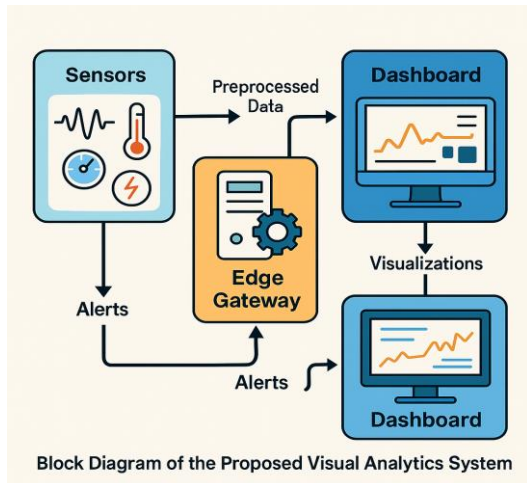 Sensors
Preprocessed
Data
Dashboard
Edge
Gateway
Visualizations
Alerts
Alerts
Dashboard
Block Diagram of the Proposed Visual Analytics System